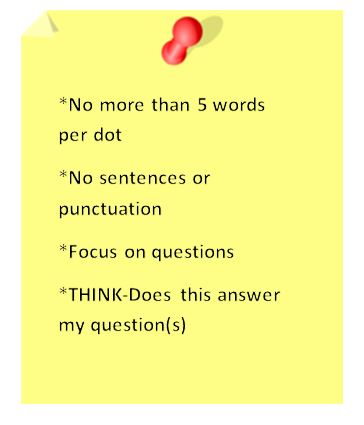 *No more than 5 words
per dot
*No sentences or
punctuation
*Focus on questions
*THINK-Does this answer
my question(s)